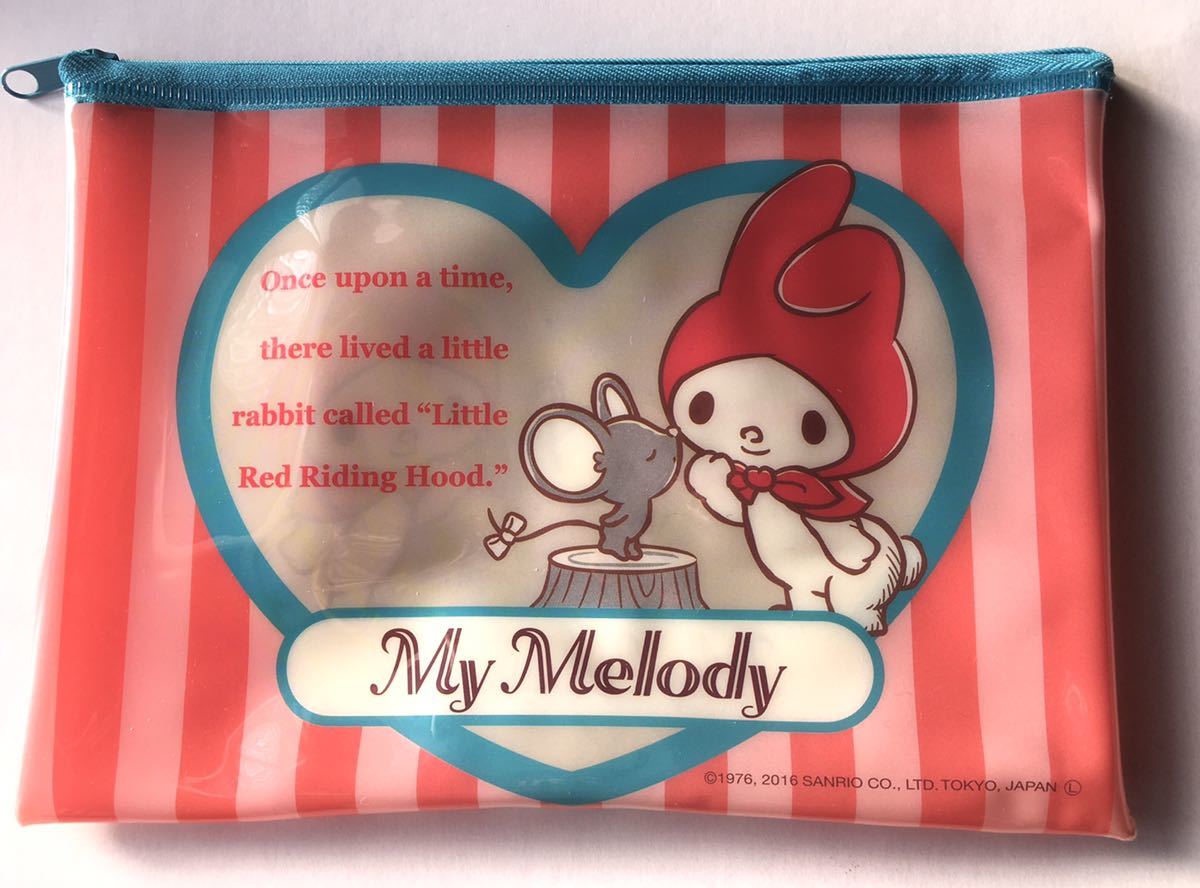 Once upon a time,
there lived a little
rabbit called “Little
Red Riding Hood.”
My Melody
©1976, 2016 SANRIO CO., LTD. TOKYO, JAPAN Ⓛ